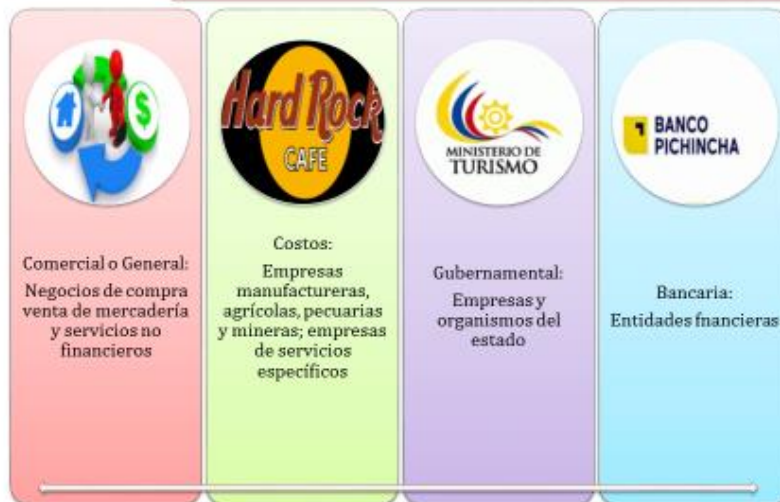 Comercial o General:
Negocios de compra
venta de mercadería
y servicios no
financieros
Hard Rock
CAFE
Costos:
Empresas
manufactureras,
agrícolas, pecuarias
y mineras; empresas
de servicios
específicos
MINISTERIO DE
TURISMO
Gubernamental:
Empresas y
organismos del
estado
BANCO
PICHINCHA
Bancaria:
Entidades fnancieras